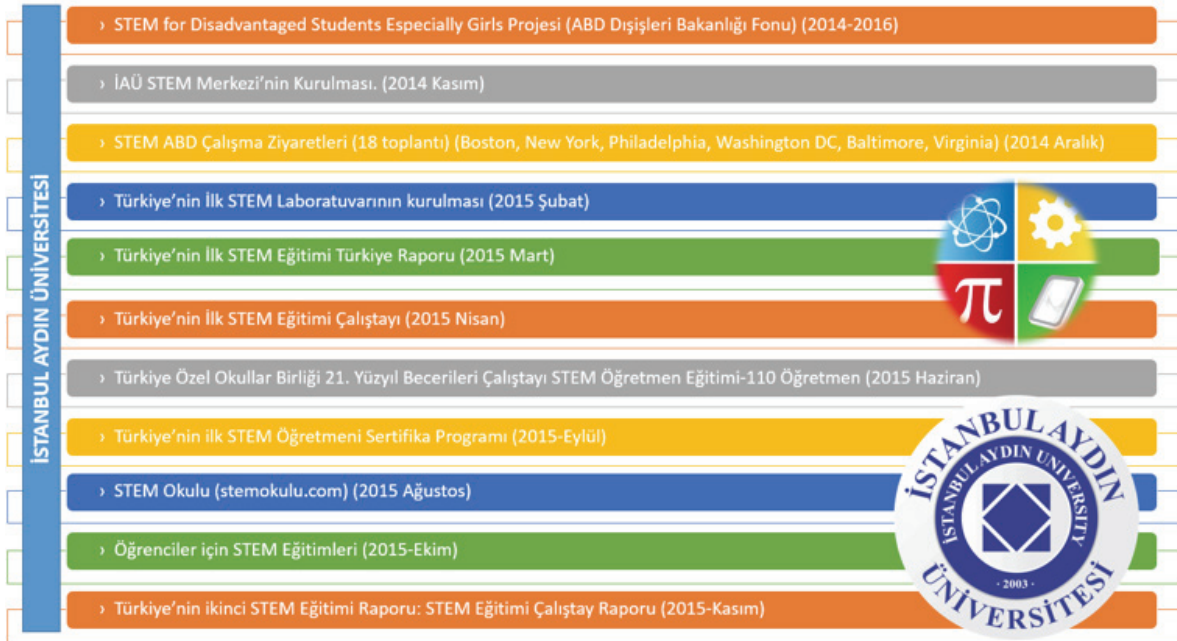 İSTANBUL AYDIN ÜNİVERSİTESİ
› STEM for Disadvantaged Students Especially Girls Projesi (ABD Dışişleri Bakanlığı Fonu) (2014-2016)
› İAÜ STEM Merkezi’nin Kurulması. (2014 Kasım)
› STEM ABD Çalışma Ziyaretleri (18 toplantı) (Boston, New York, Philadelphia, Washington DC, Baltimore, Virginia) (2014 Aralık)
› Türkiye’nin İlk STEM Laboratuvarının kurulması (2015 Şubat)
› Türkiye’nin İlk STEM Eğitimi Türkiye Raporu (2015 Mart)
› Türkiye’nin İlk STEM Eğitimi Çalıştayı (2015 Nisan)
› Türkiye Özel Okullar Birliği 21. Yüzyıl Becerileri Çalıştayı STEM Öğretmen Eğitimi-110 Öğretmen (2015 Haziran)
› Türkiye’nin ilk STEM Öğretmeni Sertifika Programı (2015-Eylül)
› STEM Okulu (stemokulu.com) (2015 Ağustos)
› Öğrenciler için STEM Eğitimleri (2015-Ekim)
› Türkiye’nin ikinci STEM Eğitimi Raporu: STEM Eğitimi Çalıştay Raporu (2015-Kasım)
π
İSTANBUL AYDIN
ÜNİVERSİTESİ
İSTANBUL AYDIN UNIVERSITY
· 2003 ·